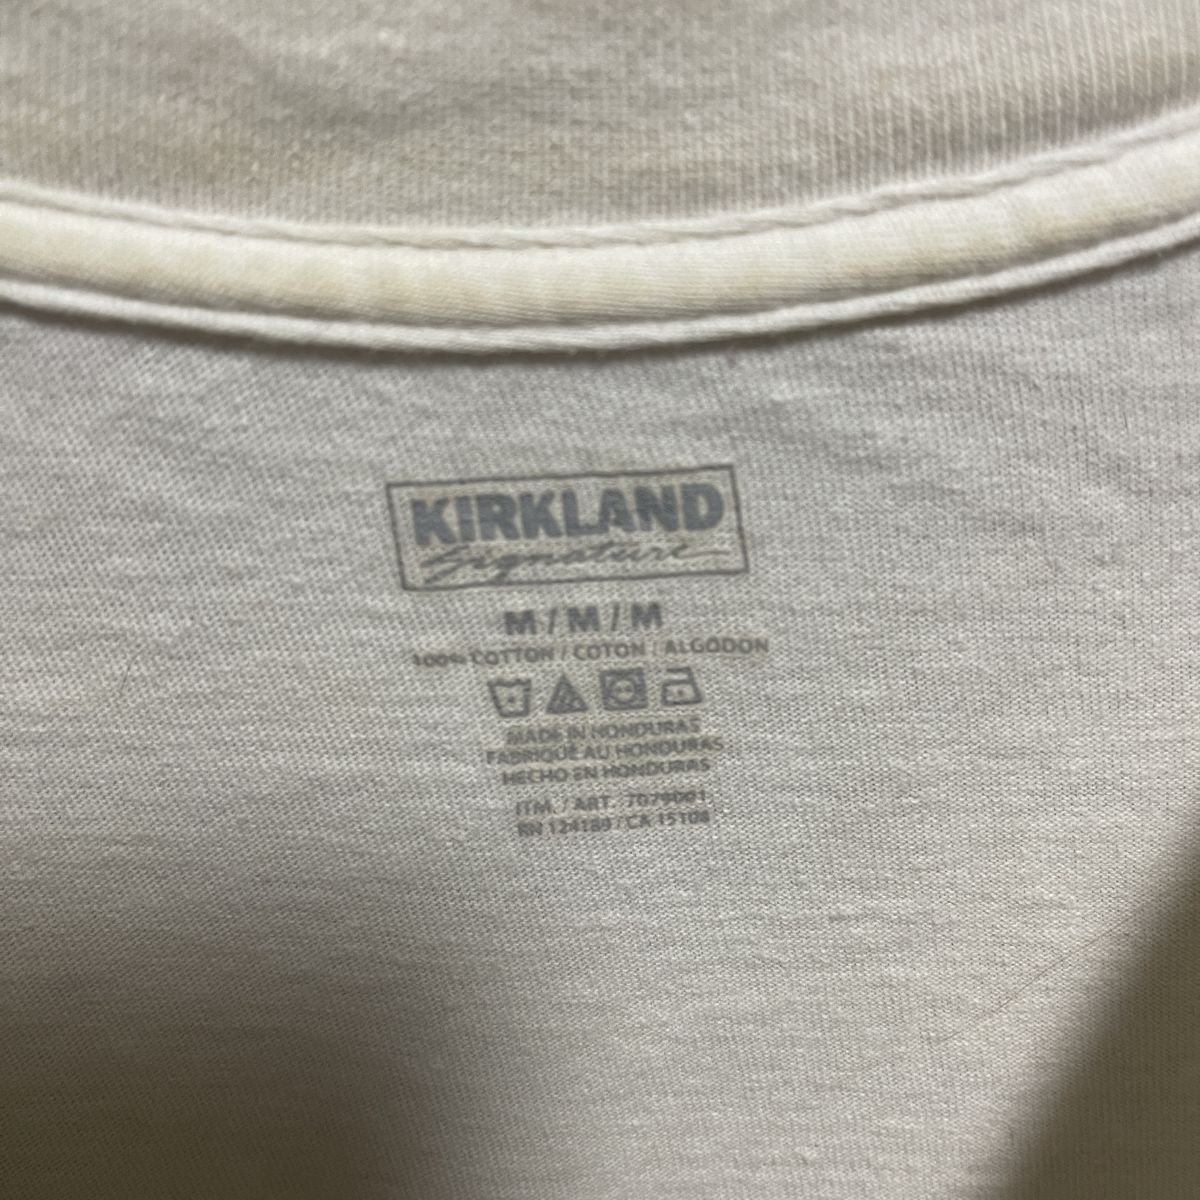 KIRKLAND
Signature
M / M / M
100% COTTON / COTON / ALGODON
MADE IN HONDURAS
FABRIQUÉ AU HONDURAS
HECHO EN HONDURAS
ITM. / ART. 7079001
RN 124189 / CA 15108